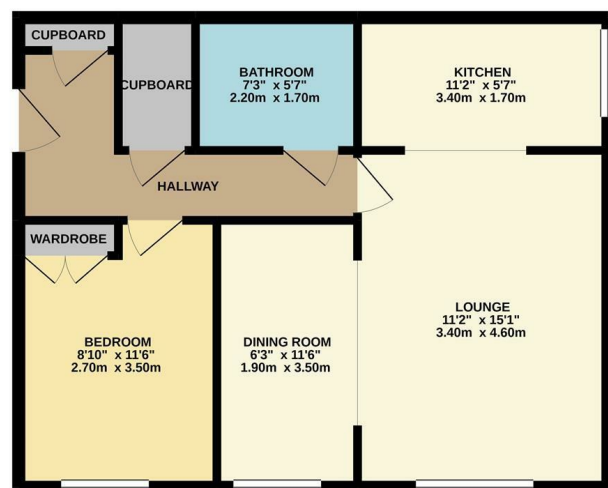 CUPBOARD
CUPBOARD
BATHROOM
7'3" x 5'7"
2.20m x 1.70m
KITCHEN
11'2" x 5'7"
3.40m x 1.70m
HALLWAY
WARDROBE
BEDROOM
8'10" x 11'6"
2.70m x 3.50m
DINING ROOM
6'3" x 11'6"
1.90m x 3.50m
LOUNGE
11'2" x 15'1"
3.40m x 4.60m